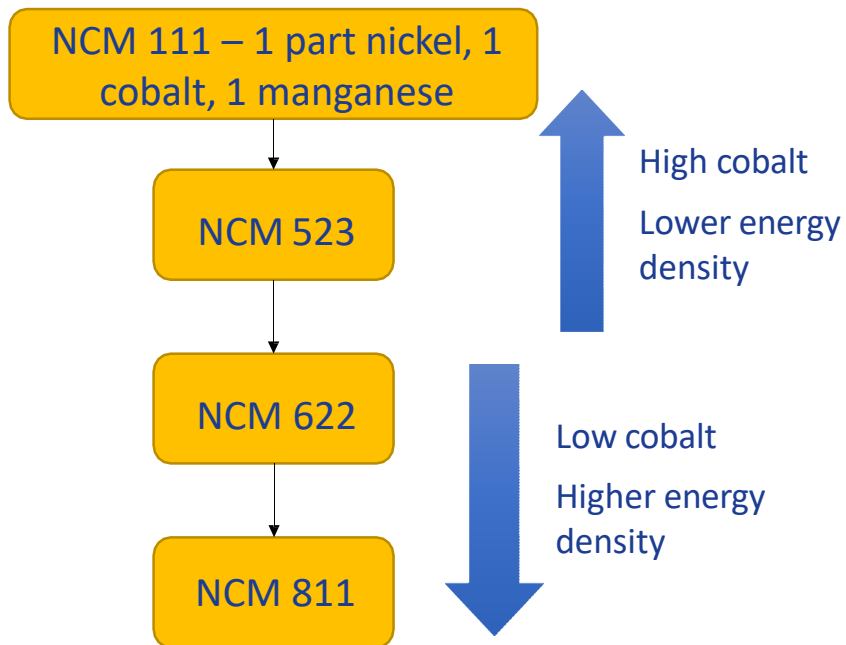 NCM 111 – 1 part nickel, 1
cobalt, 1 manganese
NCM 523
NCM 622
NCM 811
High cobalt
Lower energy
density
Low cobalt
Higher energy
density